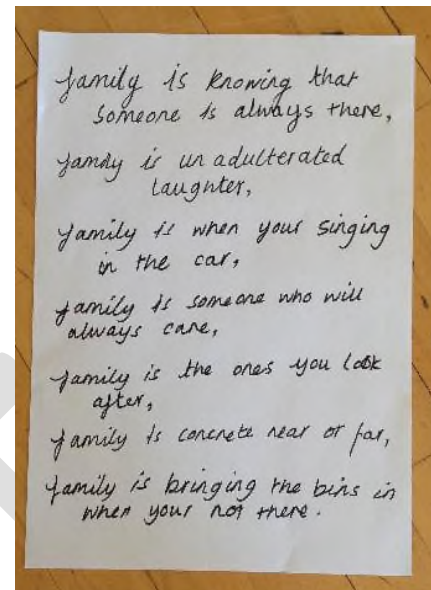 family is knowing that
someone is always there,
family is unadulterated
laughter,
family is when your singing
in the car,
family is someone who will
always care,
family is the ones you look
after,
family is concrete near or far,
family is bringing the bins in
when your not there.